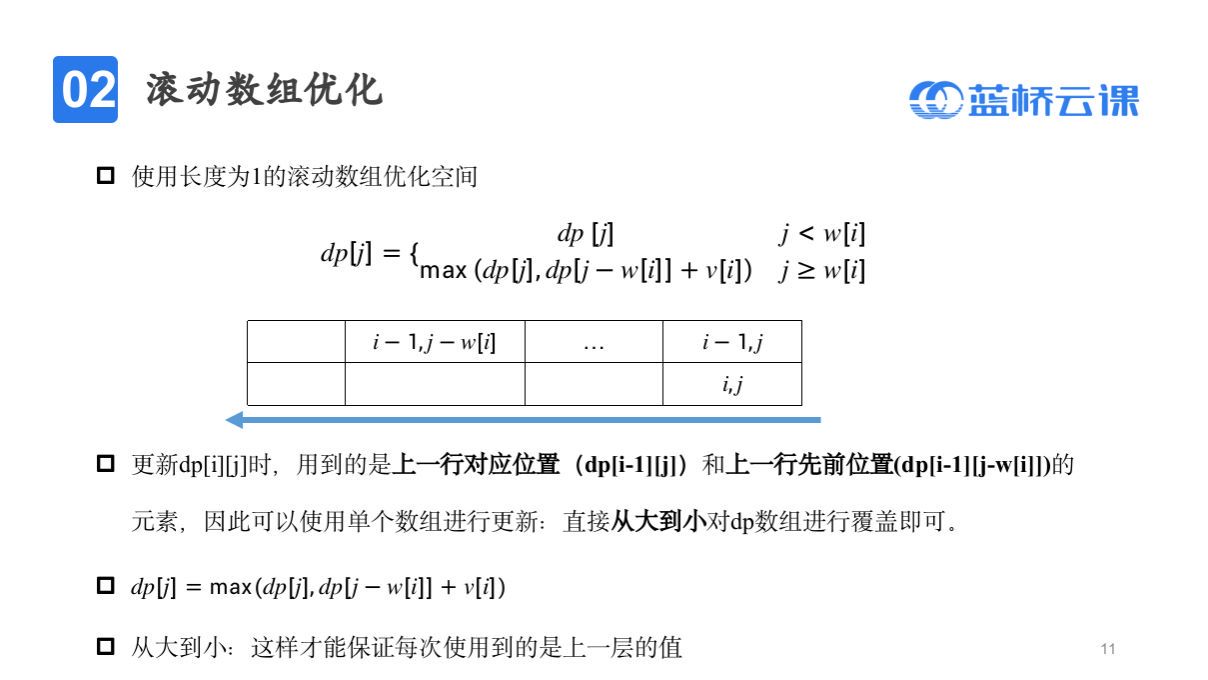 02 滚动数组优化
蓝桥云课
使用长度为1的滚动数组优化空间
dp [j] j < w[i]
dp[j] = {
max (dp[j], dp[j − w[i]] + v[i]) j ≥ w[i]
i − 1, j − w[i] … i − 1, j
i, j
更新dp[i][j]时，用到的是上一行对应位置（dp[i-1][j]）和上一行先前位置(dp[i-1][j-w[i]])的
元素，因此可以使用单个数组进行更新：直接从大到小对dp数组进行覆盖即可。
dp[j] = max(dp[j], dp[j − w[i]] + v[i])
从大到小：这样才能保证每次使用到的是上一层的值
11